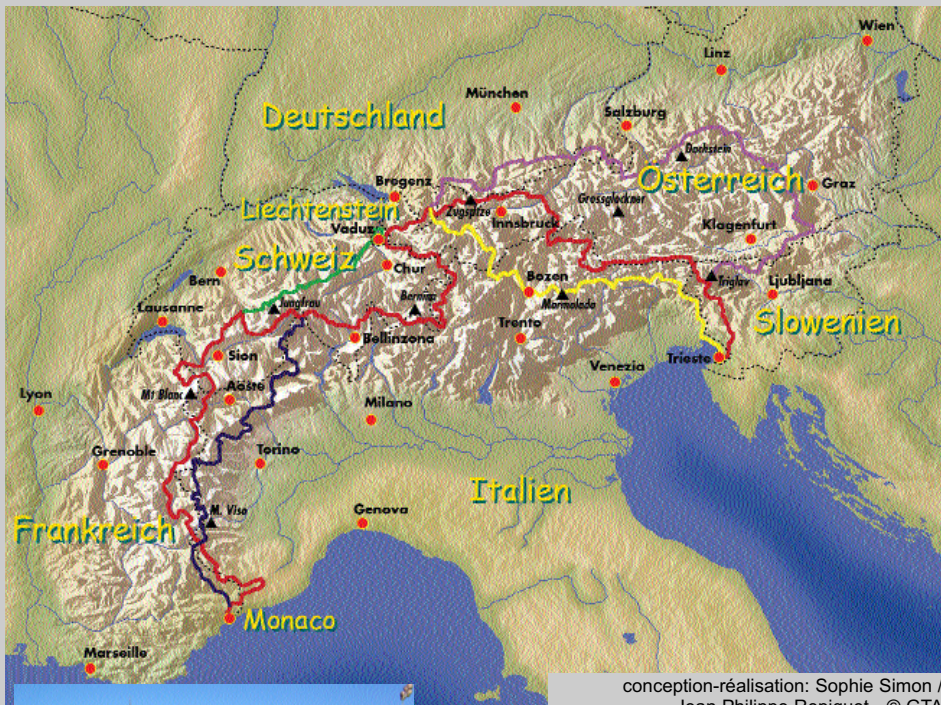 Wien
Linz
München
Salzburg
Deutschland
Dachstein
Österreich
Graz
Bregenz
Zugspitze
Grossglockner
Liechtenstein
Innsbruck
Vaduz
Klagenfurt
Schweiz
Chur
Bozen
Triglav
Ljubljana
Bern
Jungfrau
Bernina
Marmolada
Lausanne
Bellinzona
Trento
Slowenien
Sion
Trieste
Aoste
Venezia
Lyon
Mt Blanc
Milano
Grenoble
Torino
Italien
Frankreich
M. Viso
Genova
Monaco
Marseille
conception-réalisation: Sophie Simon /